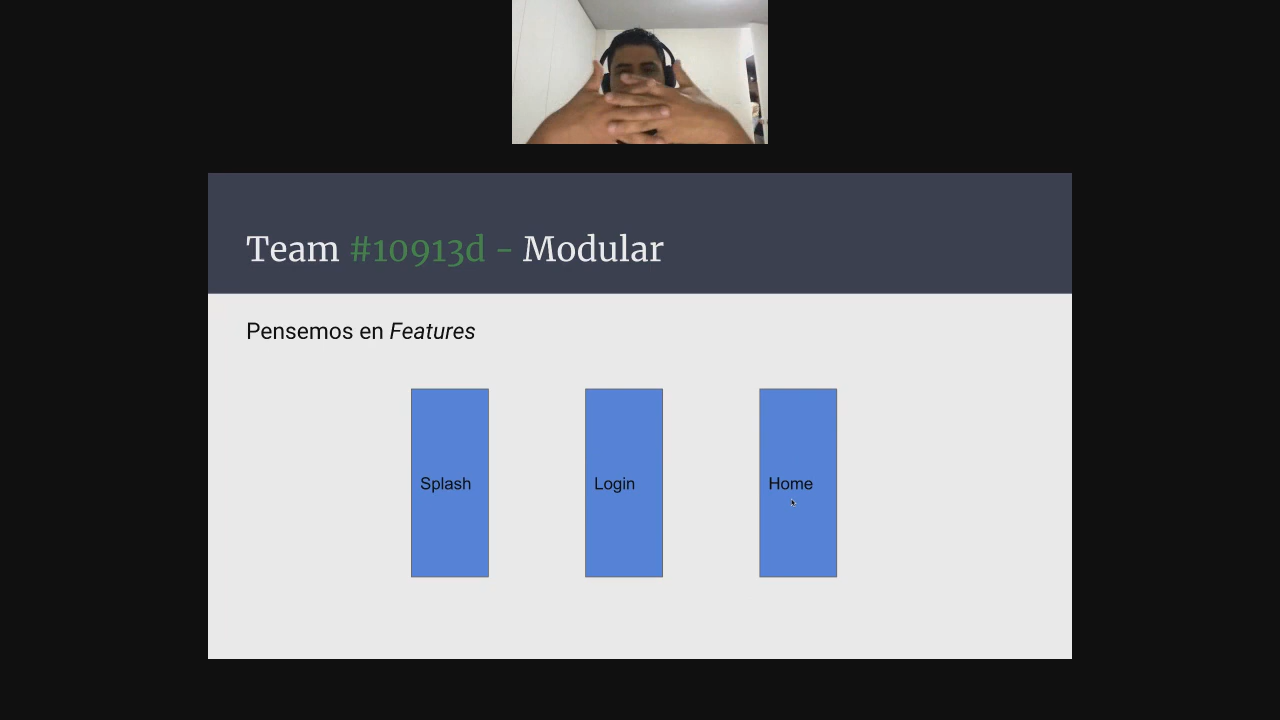 Team #10913d - Modular
Pensemos en Features
Splash
Login
Home